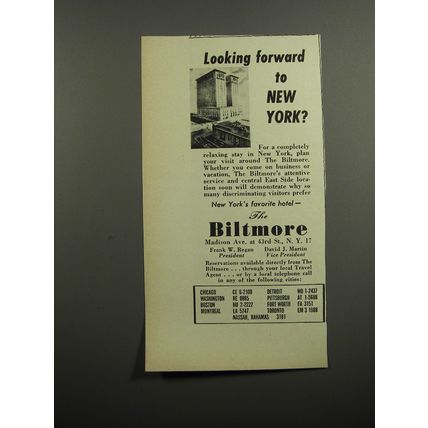 Looking forward
to
NEW
YORK?
For a completely
relaxing stay in New York, plan
your visit around The Biltmore.
Whether you come on business or
vacation, The Biltmore's attentive
service and central East Side loca-
tion soon will demonstrate why so
many discriminating visitors prefer
New York's favorite hotel—
The
Biltmore
Madison Ave. at 43rd St., N. Y. 17
Frank W. Regan David J. Martin
President Vice President
Reservations available directly from The
Biltmore . . . through your local Travel
Agent . . . or by a local telephone call
in any of the following cities:
CHICAGO CE 6-2100 DETROIT WO 1-2437
WASHINGTON RE 0865 PITTSBURGH AT 1-5600
BOSTON HU 2-2222 FORT WORTH FA 3151
MONTREAL LA 5747 TORONTO EM 3 1508
NASSAU, BAHAMAS 3181